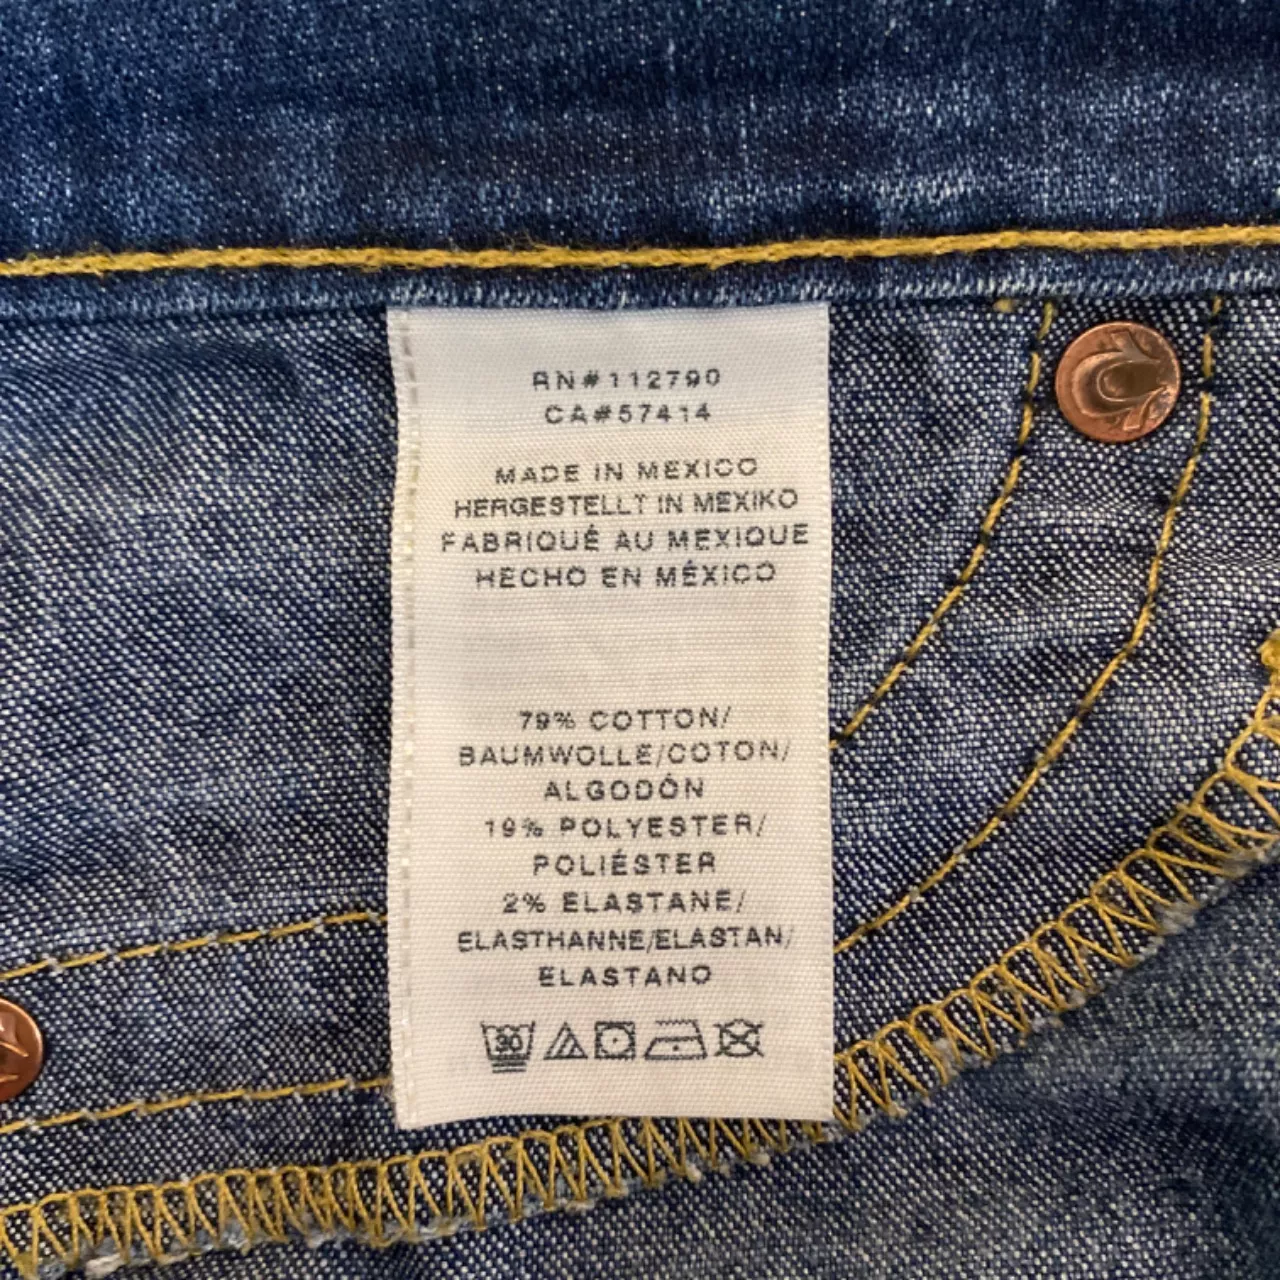 RN#112790
CA#57414
MADE IN MEXICO
HERGESTELLT IN MEXIKO
FABRIQUÉ AU MEXIQUE
HECHO EN MÉXICO
79% COTTON/
BAUMWOLLE/COTON/
ALGODÓN
19% POLYESTER/
POLIÉSTER
2% ELASTANE/
ELASTHANNE/ELASTAN/
ELASTANO
30